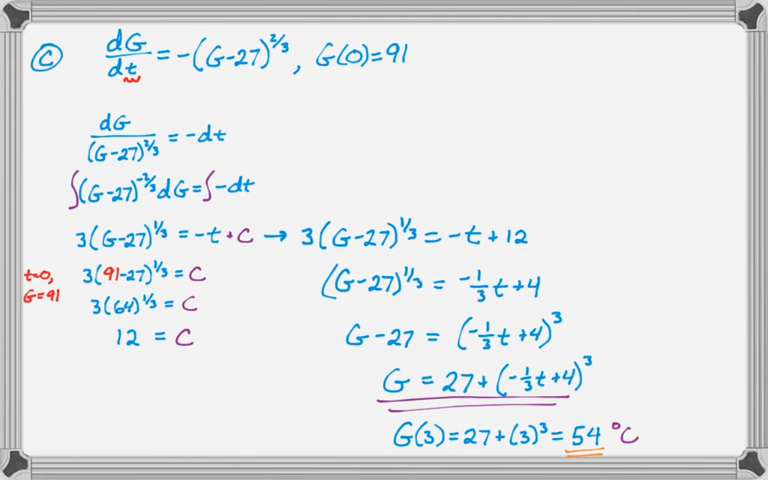 (C) dG/dt = -(G-27)^2/3, G(0)=91
dG/(G-27)^2/3 = -dt
∫(G-27)^-2/3 dG = ∫-dt
3(G-27)^1/3 = -t + C → 3(G-27)^1/3 = -t + 12
t=0, G=91
3(91-27)^1/3 = C
3(64)^1/3 = C
12 = C
(G-27)^1/3 = -1/3 t + 4
G-27 = (-1/3 t + 4)^3
G = 27 + (-1/3 t + 4)^3
G(3) = 27 + (3)^3 = 54 °C